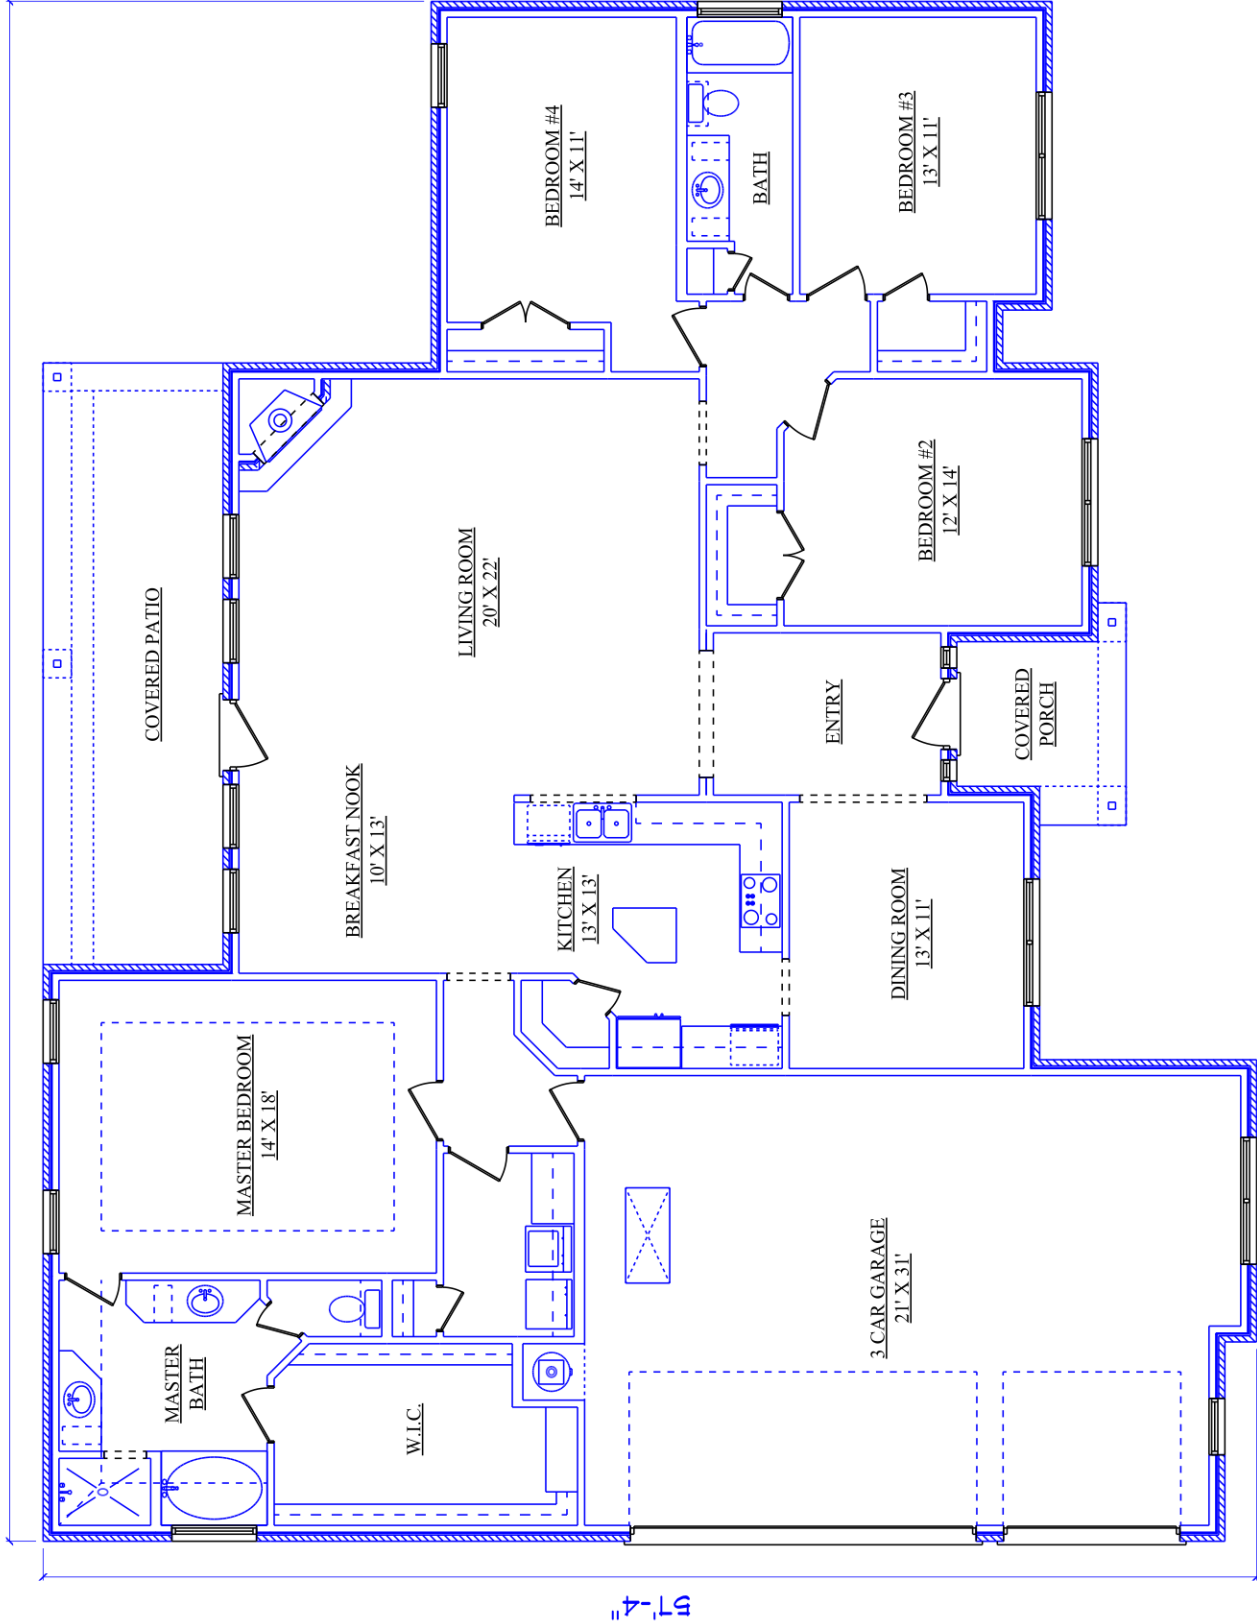 COVERED PATIO
MASTER
BATH
MASTER BEDROOM
14' X 18'
BREAKFAST NOOK
10' X 13'
W.I.C.
LIVING ROOM
20' X 22'
BEDROOM #4
14' X 11'
KITCHEN
13' X 13'
BATH
ENTRY
3 CAR GARAGE
21' X 31'
DINING ROOM
13' X 11'
BEDROOM #2
12' X 14'
BEDROOM #3
13' X 11'
COVERED
PORCH
57'-4"